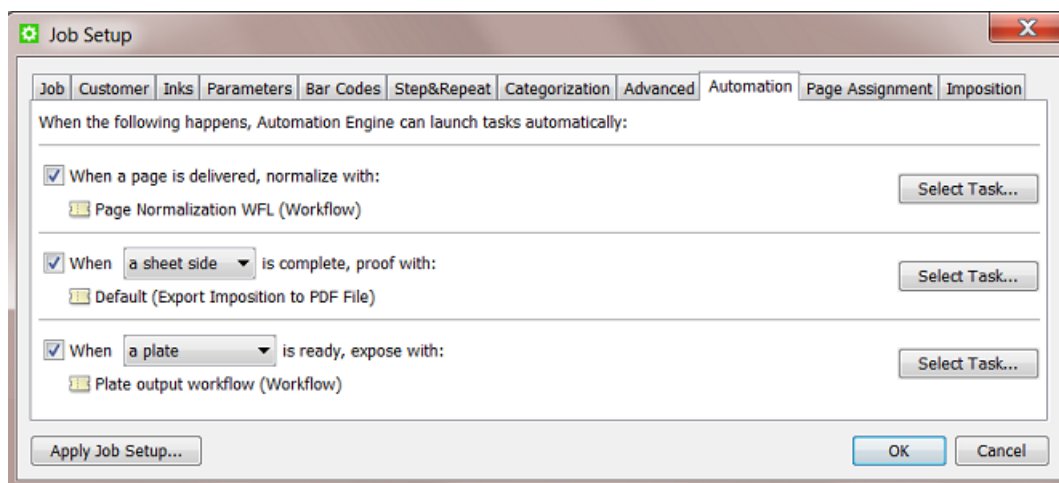 Job Setup
Job Customer Inks Parameters Bar Codes Step&Repeat Categorization Advanced Automation Page Assignment Imposition
When the following happens, Automation Engine can launch tasks automatically:
When a page is delivered, normalize with:
Select Task...
Page Normalization WFL (Workflow)
When a sheet side is complete, proof with:
Select Task...
Default (Export Imposition to PDF File)
When a plate is ready, expose with:
Select Task...
Plate output workflow (Workflow)
Apply Job Setup... OK Cancel